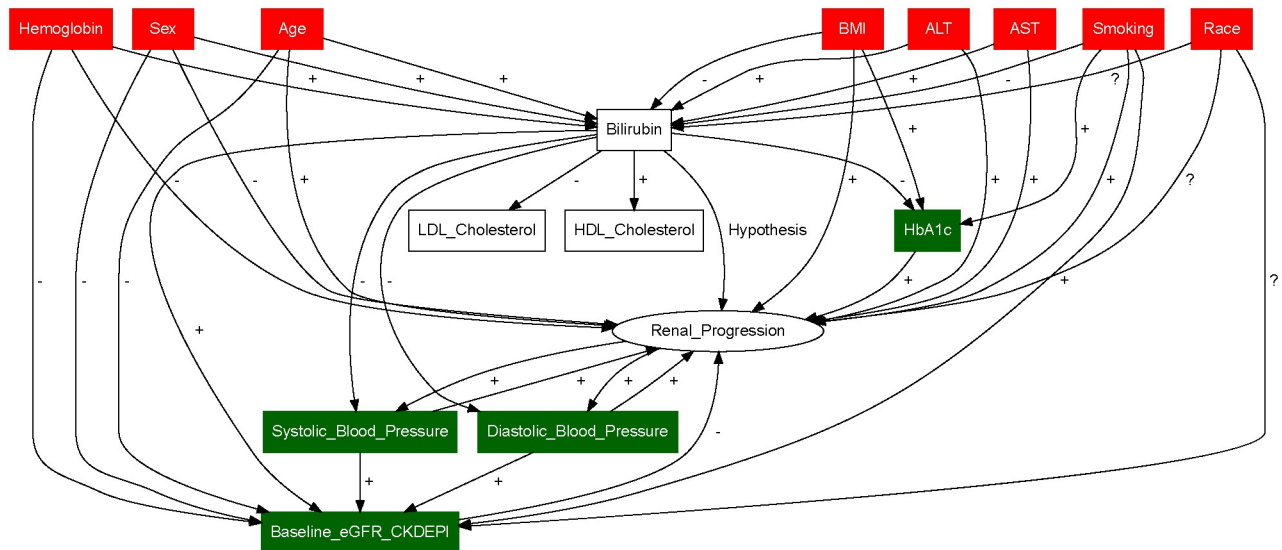 Hemoglobin Sex Age BMI ALT AST Smoking Race
+ + + - + + - ?
Bilirubin
+ +
- - + - + - + + + ?
LDL_Cholesterol HDL_Cholesterol Hypothesis HbA1c
- - - - - + + ?
+ Renal_Progression
+ + + +
Systolic_Blood_Pressure Diastolic_Blood_Pressure -
+ +
Baseline_eGFR_CKDEPI